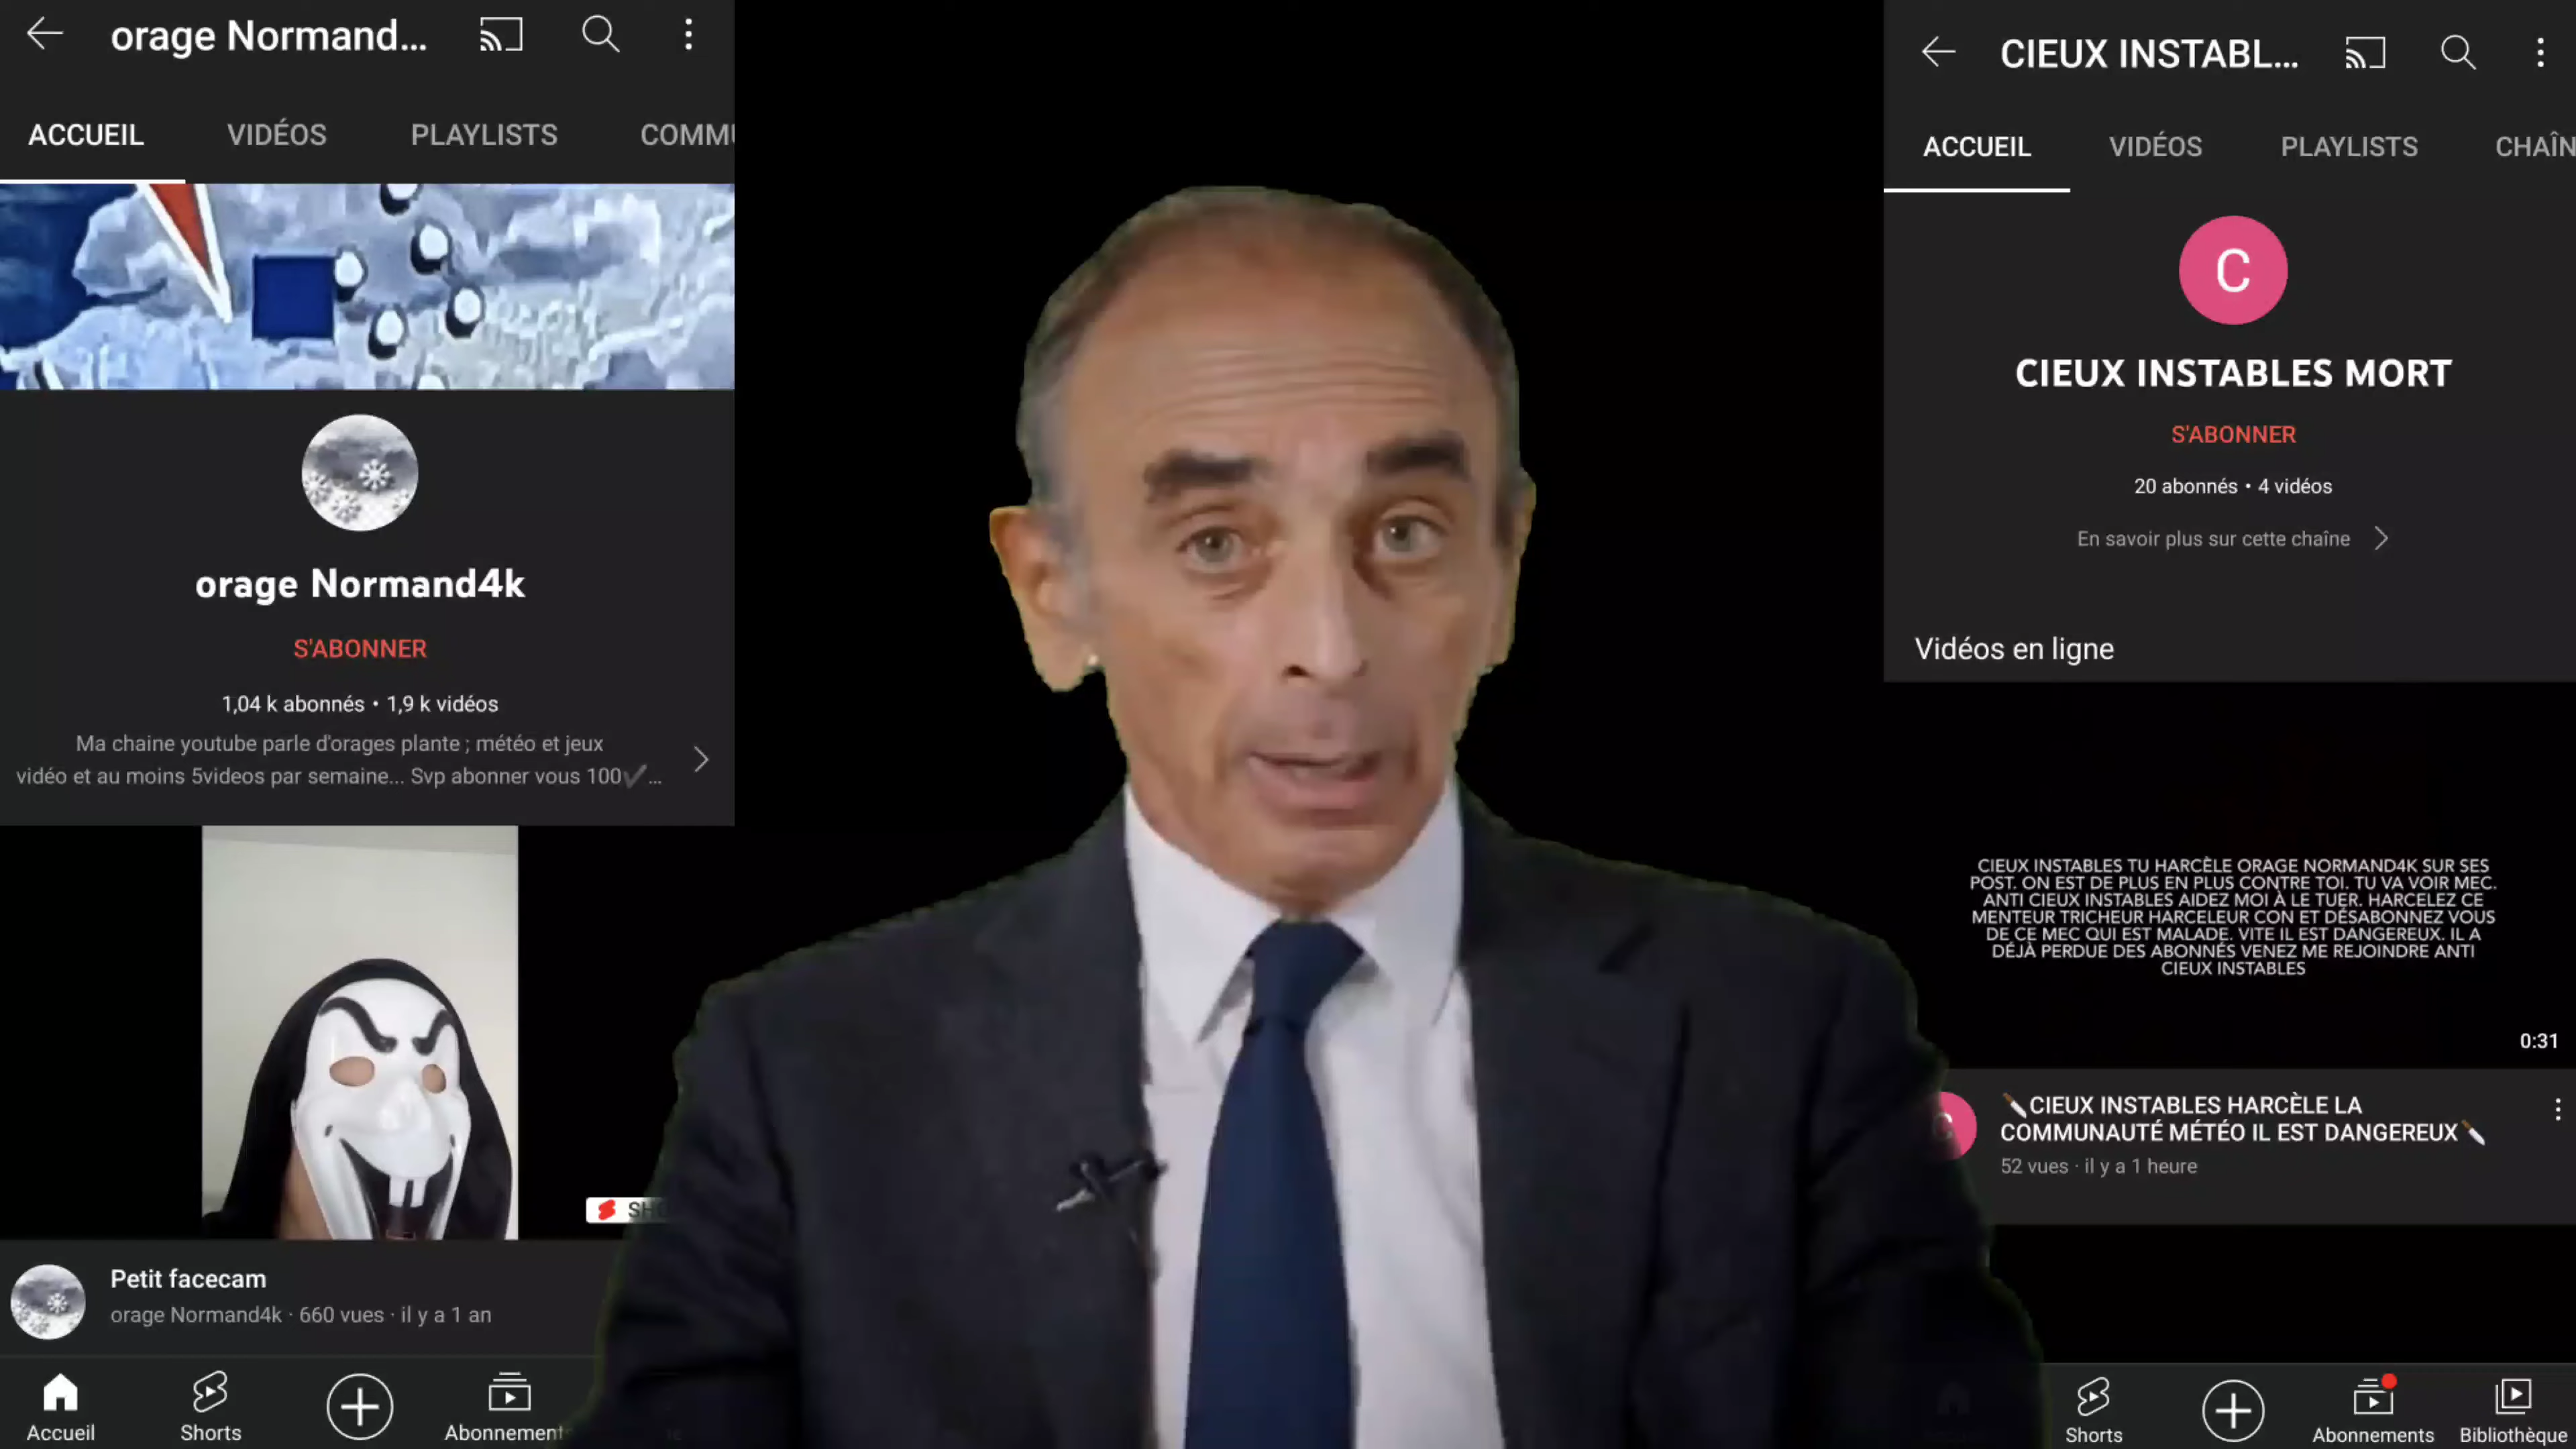 orage Normand...
ACCUEIL VIDÉOS PLAYLISTS COMMU
orage Normand4k
S'ABONNER
1,04 k abonnés • 1,9 k vidéos
Ma chaine youtube parle d'orages plante ; météo et jeux
vidéo et au moins 5videos par semaine... Svp abonner vous 100✔...
SH
Petit facecam
orage Normand4k · 660 vues · il y a 1 an
Accueil Shorts Abonnement
CIEUX INSTABL...
ACCUEIL VIDÉOS PLAYLISTS CHAÎN
C
CIEUX INSTABLES MORT
S'ABONNER
20 abonnés • 4 vidéos
En savoir plus sur cette chaîne
Vidéos en ligne
CIEUX INSTABLES TU HARCÈLE ORAGE NORMAND4K SUR SES
POST. ON EST DE PLUS EN PLUS CONTRE TOI. TU VA VOIR MEC.
ANTI CIEUX INSTABLES AIDEZ MOI À LE TUER. HARCELEZ CE
MENTEUR TRICHEUR HARCELEUR CON ET DÉSABONNEZ VOUS
DE CE MEC QUI EST MALADE. VITE IL EST DANGEREUX. IL A
DÉJÀ PERDUE DES ABONNÉS VENEZ ME REJOINDRE ANTI
CIEUX INSTABLES
0:31
🔪CIEUX INSTABLES HARCÈLE LA
COMMUNAUTÉ MÉTÉO IL EST DANGEREUX🔪
52 vues · il y a 1 heure
Shorts Abonnements Bibliothèque